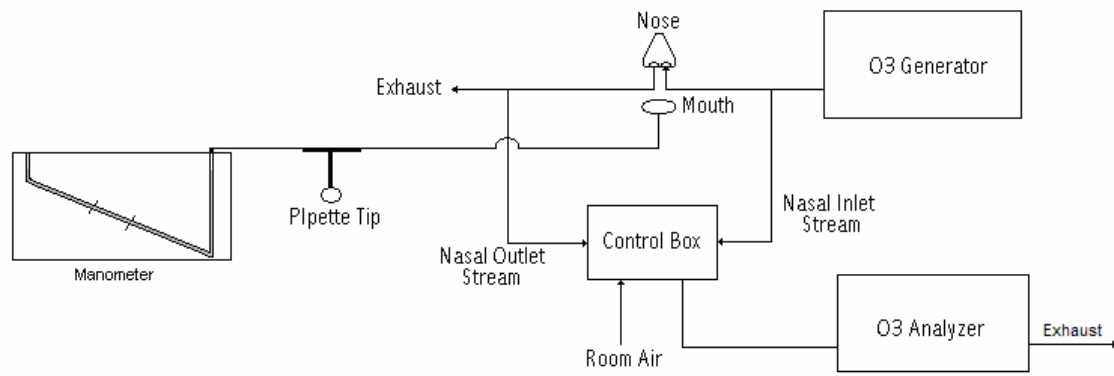 Nose
O3 Generator
Exhaust
Mouth
PIpette Tip
Nasal Inlet
Stream
Control Box
Nasal Outlet
Stream
Manometer
O3 Analyzer
Exhaust
Room Air